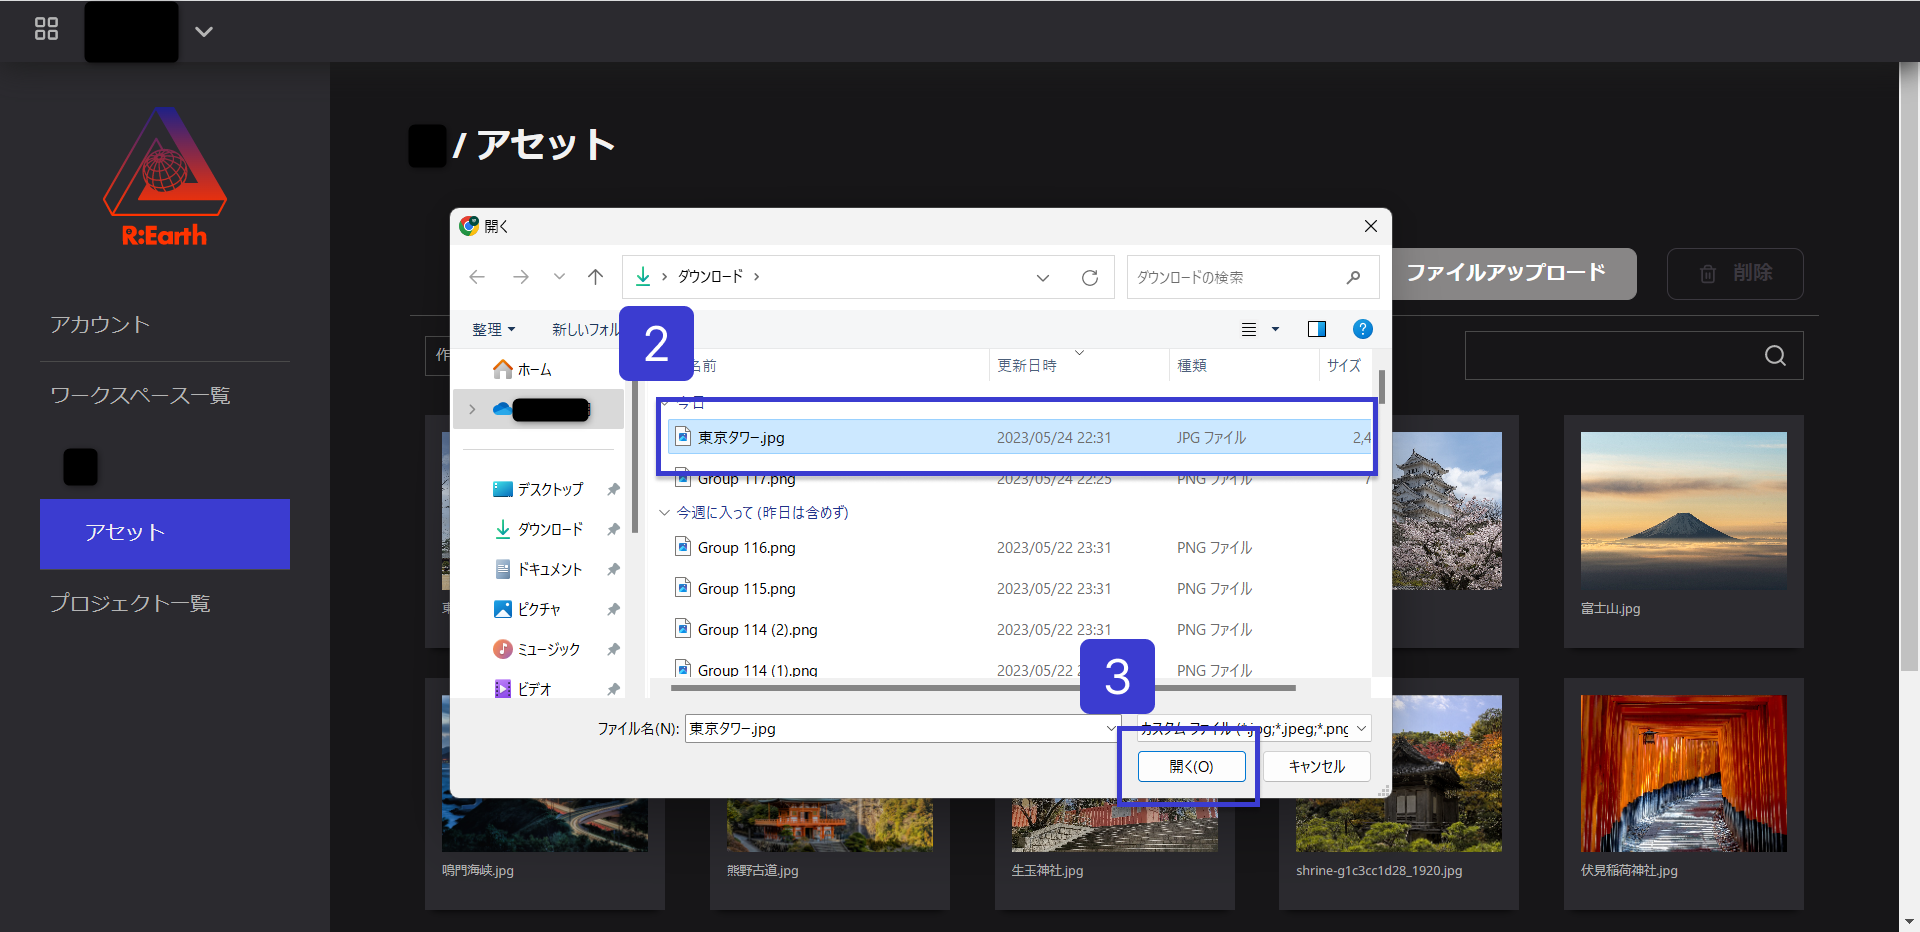 / アセット
R:Earth
アカウント
ワークスペース一覧
アセット
プロジェクト一覧
ファイルアップロード
削除
作
開く
ダウンロード
ダウンロードの検索
整理
新しいフォル
2
名前
更新日時
種類
サイズ
ホーム
デスクトップ
ダウンロード
ドキュメント
ピクチャ
ミュージック
ビデオ
今日
東京タワー.jpg 2023/05/24 22:31 JPG ファイル 2,4
Group 117.png 2023/05/24 22:25 PNG ファイル 7
今週に入って (昨日は含めず)
Group 116.png 2023/05/22 23:31 PNG ファイル
Group 115.png 2023/05/22 23:31 PNG ファイル
Group 114 (2).png 2023/05/22 23:31 PNG ファイル
Group 114 (1).png 2023/05/22 2 PNG ファイル
3
ファイル名(N): 東京タワー.jpg
カスタム ファイル (*.jpg;*.jpeg;*.png
開く(O)
キャンセル
東
富士山.jpg
鳴門海峡.jpg
熊野古道.jpg
生玉神社.jpg
shrine-g1c3cc1d28_1920.jpg
伏見稲荷神社.jpg